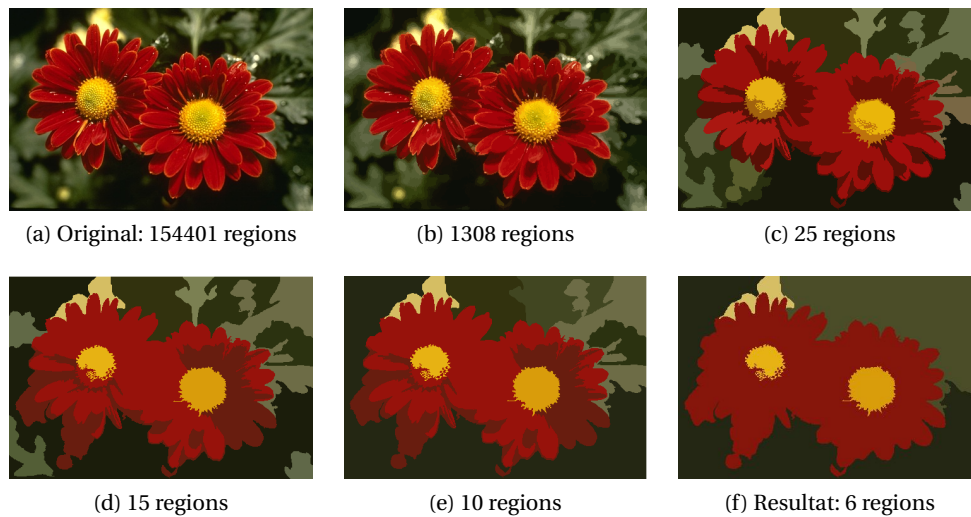 (a) Original: 154401 regions
(b) 1308 regions
(c) 25 regions
(d) 15 regions
(e) 10 regions
(f) Resultat: 6 regions